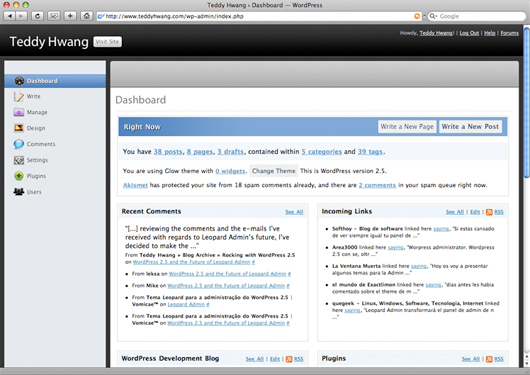 Teddy Hwang › Dashboard — WordPress
http://www.teddyhwang.com/wp-admin/index.php
Google
Teddy Hwang Visit Site
Howdy, Teddy Hwang! | Log Out | Help | Forums
Dashboard
Write
Manage
Design
Comments
Settings
Plugins
Users
Dashboard
Right Now
Write a New Page
Write a New Post
You have 38 posts, 8 pages, 3 drafts, contained within 5 categories and 39 tags.
You are using Glow theme with 0 widgets. Change Theme This is WordPress version 2.5.
Akismet has protected your site from 18 spam comments already, and there are 2 comments in your spam queue right now.
Recent Comments
See All
"[...] reviewing the comments and the e-mails I've
received with regards to Leopard Admin's future, I've
decided to make the ..."
From Teddy Hwang » Blog Archive » Rocking with WordPress
2.5 on WordPress 2.5 and the Future of Leopard Admin #
From leksa on WordPress 2.5 and the Future of Leopard Admin #
From Mike on WordPress 2.5 and the Future of Leopard Admin #
From Tema Leopard para a administração do WordPress 2.5 |
Vomicae™ on Leopard Admin #
From Tema Leopard para a administração do WordPress 2.5 |
Vomicae™ on WordPress 2.5 and the Future of Leopard Admin #
Incoming Links
See All | Edit | RSS
Softhoy - Blog de software linked here saying, "Si estas cansado
de ver siempre igual tu panel de ..."
Area3000 linked here saying, "Worpress administrator. Wordpress
2.5 con se, oltr ..."
La Ventana Muerta linked here saying, "Hoy os voy a presentar
algunos temas para la Admin ..."
el mundo de Exactlimon linked here saying, "dias antes les habia
comentado sobre el theme de m ..."
quegeek - Linux, Windows, Software, Tecnologia, Internet
linked here saying, "Leopard transformará el panel de admin de n
..."
WordPress Development Blog
See All | Edit | RSS
Plugins
See All | RSS